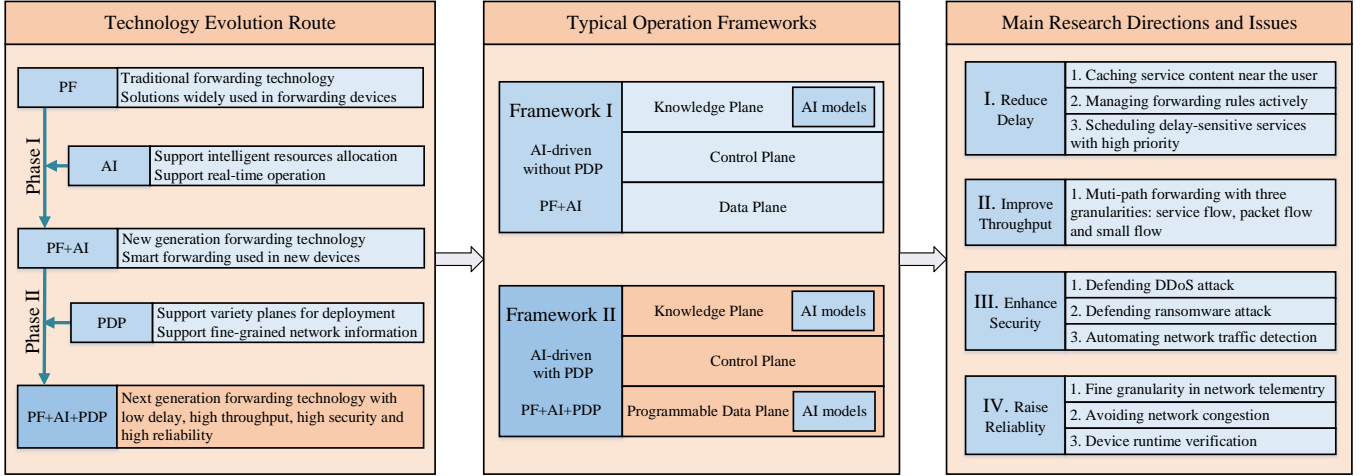 Technology Evolution Route
PF
Traditional forwarding technology
Solutions widely used in forwarding devices
Phase I
AI
Support intelligent resources allocation
Support real-time operation
PF+AI
New generation forwarding technology
Smart forwarding used in new devices
Phase II
PDP
Support variety planes for deployment
Support fine-grained network information
PF+AI+PDP
Next generation forwarding technology with
low delay, high throughput, high security and
high reliability
Typical Operation Frameworks
Framework I
AI-driven
without PDP
PF+AI
Knowledge Plane
AI models
Control Plane
Data Plane
Framework II
AI-driven
with PDP
PF+AI+PDP
Knowledge Plane
AI models
Control Plane
Programmable Data Plane
AI models
Main Research Directions and Issues
I. Reduce
Delay
1. Caching service content near the user
2. Managing forwarding rules actively
3. Scheduling delay-sensitive services
with high priority
II. Improve
Throughput
1. Muti-path forwarding with three
granularities: service flow, packet flow
and small flow
III. Enhance
Security
1. Defending DDoS attack
2. Defending ransomware attack
3. Automating network traffic detection
IV. Raise
Reliablity
1. Fine granularity in network telementry
2. Avoiding network congestion
3. Device runtime verification